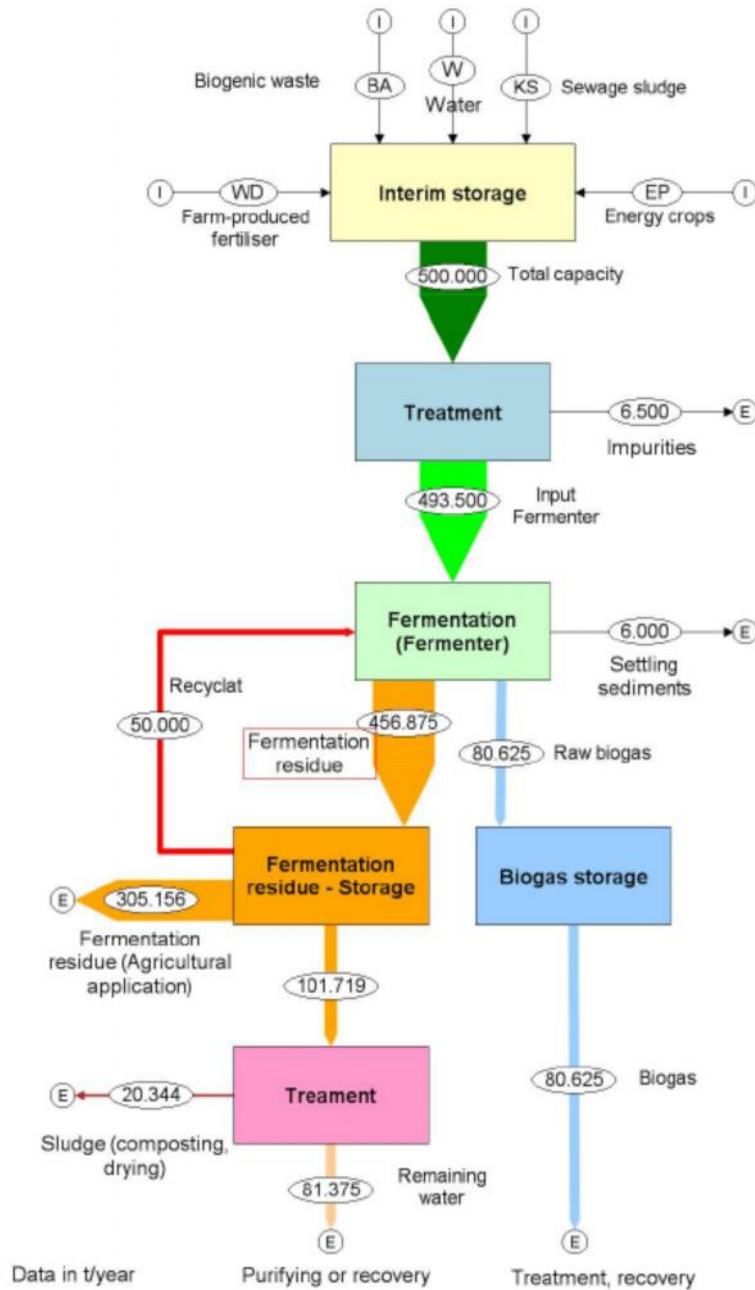 I
I
I
Biogenic waste
BA
W
Water
KS
Sewage sludge
I
WD
Farm-produced
fertiliser
Interim storage
EP
Energy crops
I
500.000
Total capacity
Treatment
6.500
E
Impurities
493.500
Input
Fermenter
Fermentation
(Fermenter)
6.000
E
Settling
sediments
Recyclat
50.000
456.875
Fermentation
residue
80.625
Raw biogas
Fermentation
residue - Storage
Biogas storage
E
305.156
Fermentation
residue (Agricultural
application)
101.719
E
20.344
Treament
80.625
Biogas
Sludge (composting,
drying)
81.375
Remaining
water
E
E
Data in t/year
Purifying or recovery
Treatment, recovery